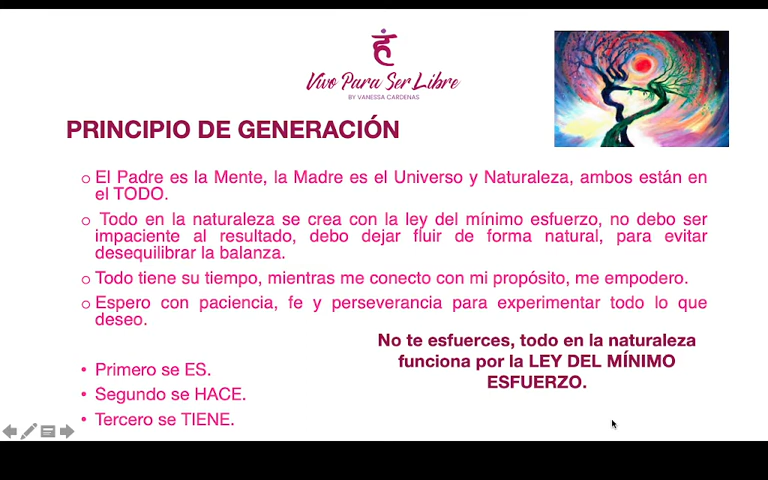 हं
Vivo Para Ser Libre
BY VANESSA CARDENAS
PRINCIPIO DE GENERACIÓN
o El Padre es la Mente, la Madre es el Universo y Naturaleza, ambos están en
el TODO.
o Todo en la naturaleza se crea con la ley del mínimo esfuerzo, no debo ser
impaciente al resultado, debo dejar fluir de forma natural, para evitar
desequilibrar la balanza.
o Todo tiene su tiempo, mientras me conecto con mi propósito, me empodero.
o Espero con paciencia, fe y perseverancia para experimentar todo lo que
deseo.
No te esfuerces, todo en la naturaleza
funciona por la LEY DEL MÍNIMO
ESFUERZO.
• Primero se ES.
• Segundo se HACE.
• Tercero se TIENE.